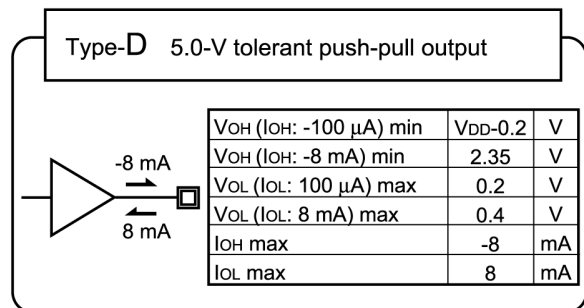 Type-D 5.0-V tolerant push-pull output
-8 mA
8 mA
VOH (IOH: -100 μA) min VDD-0.2 V
VOH (IOH: -8 mA) min 2.35 V
VOL (IOL: 100 μA) max 0.2 V
VOL (IOL: 8 mA) max 0.4 V
IOH max -8 mA
IOL max 8 mA